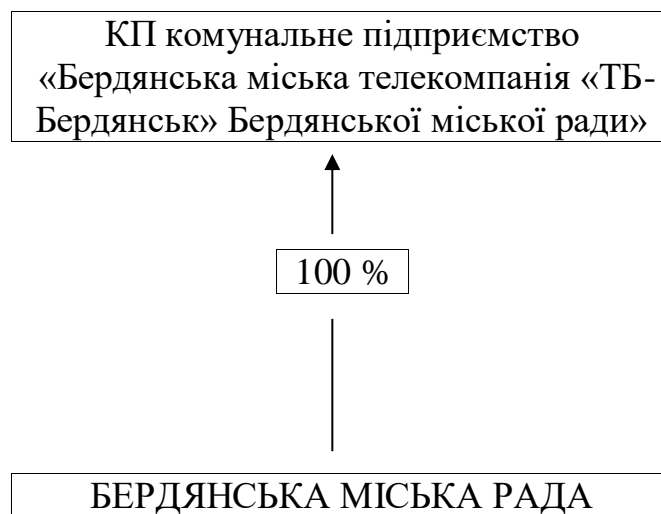 КП комунальне підприємство
«Бердянська міська телекомпанія «ТБ-
Бердянськ» Бердянської міської ради»
100 %
БЕРДЯНСЬКА МІСЬКА РАДА